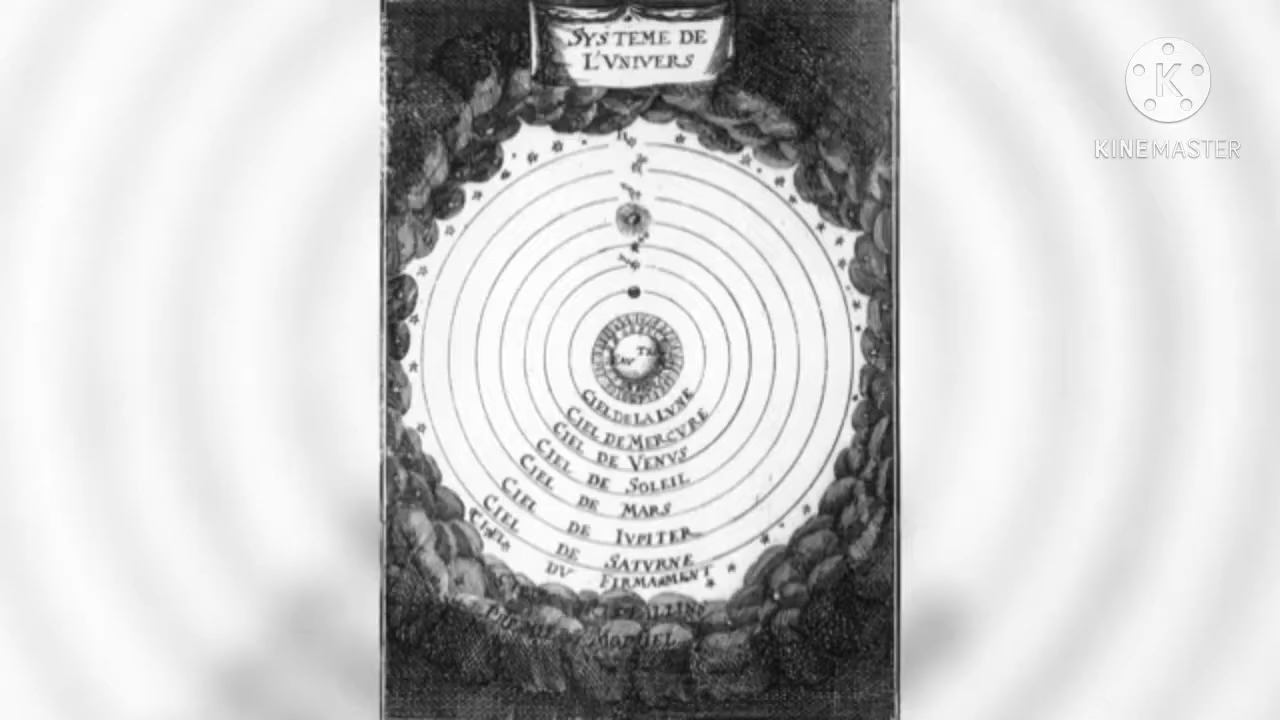 SYSTEME DE
L'VNIVERS
K
KINEMASTER
CIEL DE LA LVNE
CIEL DE MERCVRE
CIEL DE VENVS
CIEL DE SOLEIL
CIEL DE MARS
CIEL DE IVPITER
CIEL DE SATVRNE
DV FIRMAMENT